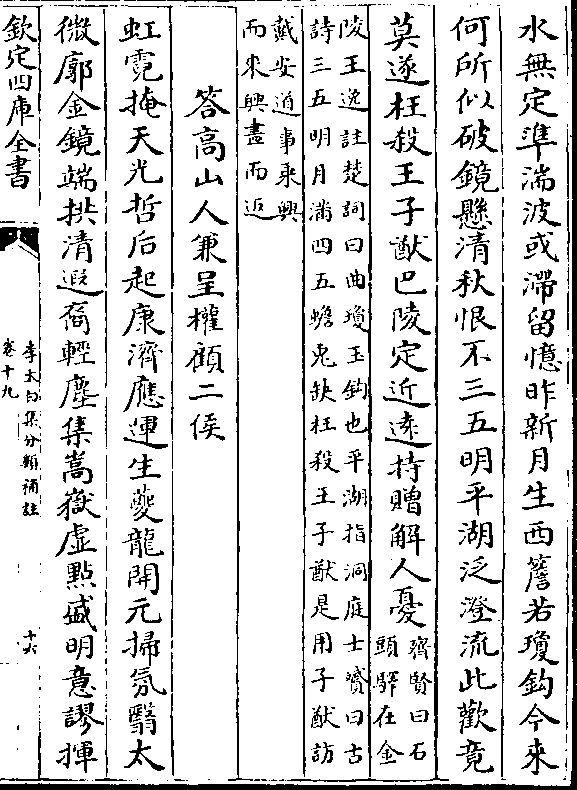 水無定準湍波或滯留憶昨新月生西簷若瓊鈎今來
何所似破鏡懸清秋恨不三五明平湖泛澄流此歡竟
莫遂枉殺王子猷巴陵定近遠持贈解人憂
齊賢曰石
頭驛在金
陵王逸註楚詞曰曲瓊玉鈎也平湖指洞庭士贇曰古
詩三五明月滿四五蟾兎缺枉殺王子猷是用子猷訪
戴安道事乗興
而來興盡而返
答高山人兼呈權顧二侯
虹霓掩天光哲后起康濟應運生夔龍開元掃氛翳太
微廓金鏡端拱清遐裔輕塵集嵩嶽虛㸃盛明意謬揮
欽定四庫全書
李太白集分類補註
卷十九
十六